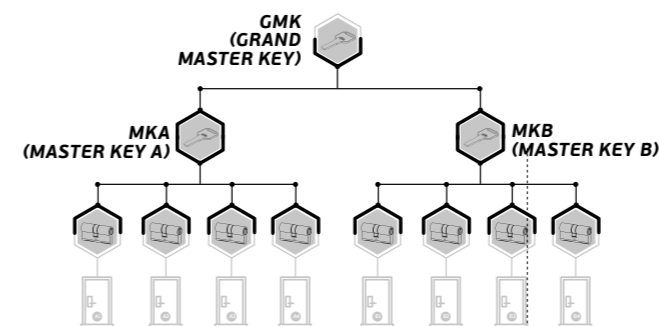 GMK
(GRAND
MASTER KEY)
MKA
(MASTER KEY A)
MKB
(MASTER KEY B)